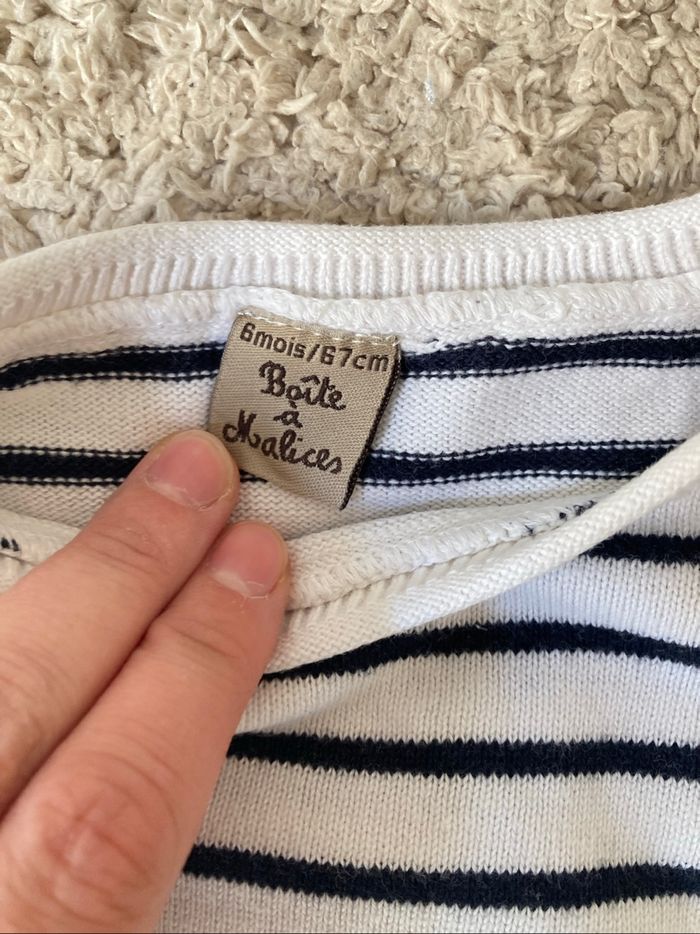 6mois/67cm
Boîte
à
Malices